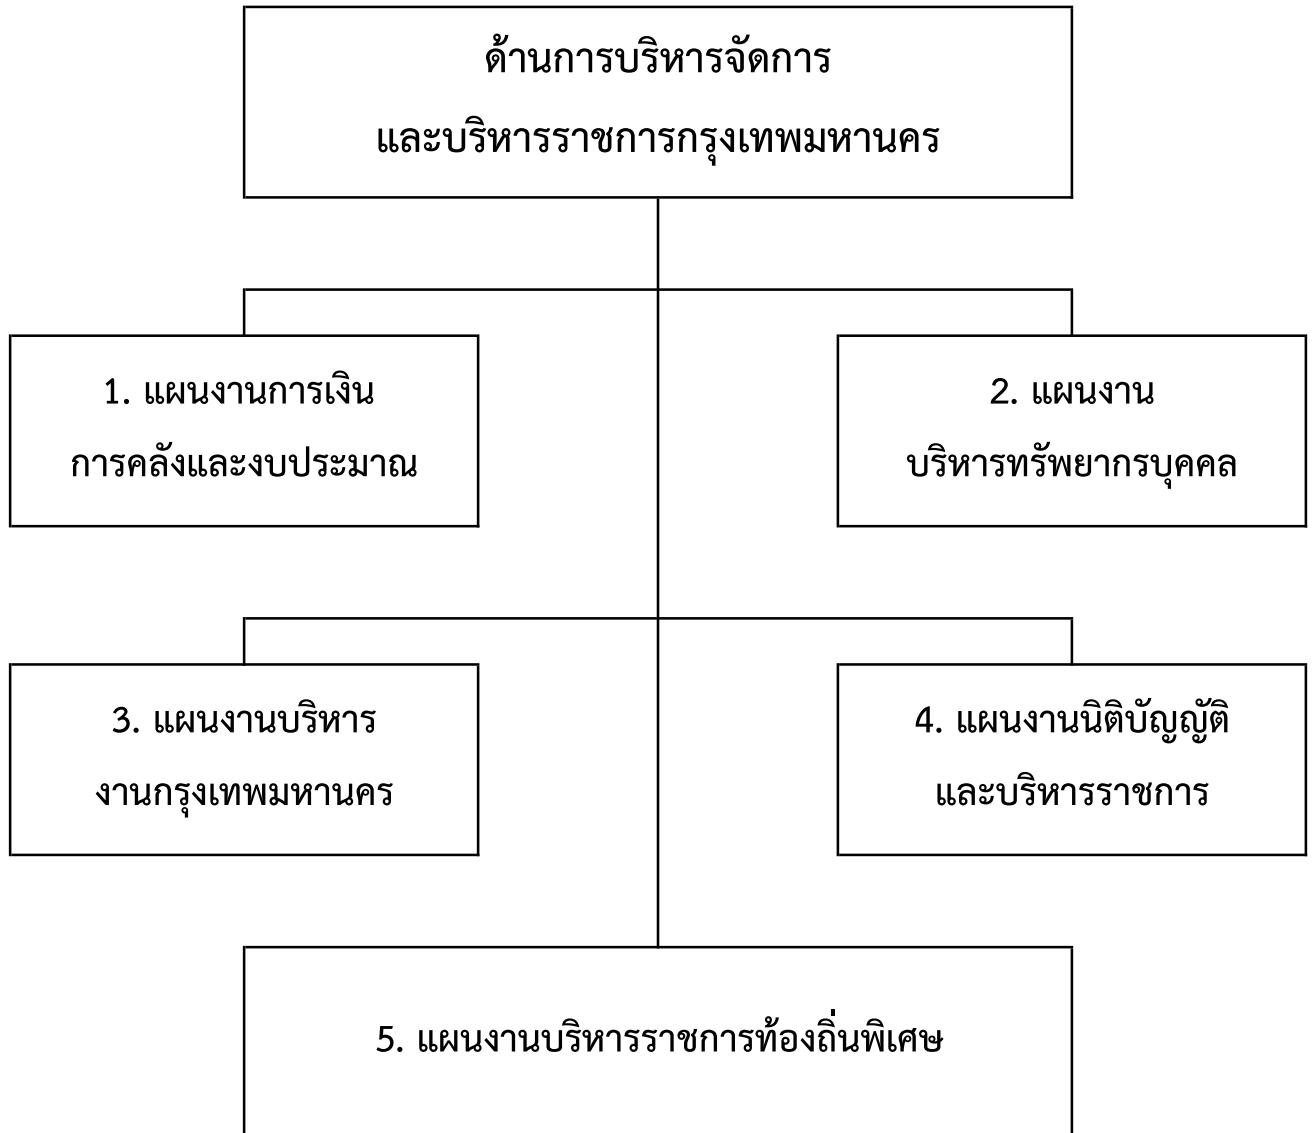 ด้านการบริหารจัดการ
และบริหารราชการกรุงเทพมหานคร
1. แผนงานการเงิน
การคลังและงบประมาณ
2. แผนงาน
บริหารทรัพยากรบุคคล
3. แผนงานบริหาร
งานกรุงเทพมหานคร
4. แผนงานนิติบัญญัติ
และบริหารราชการ
5. แผนงานบริหารราชการท้องถิ่นพิเศษ